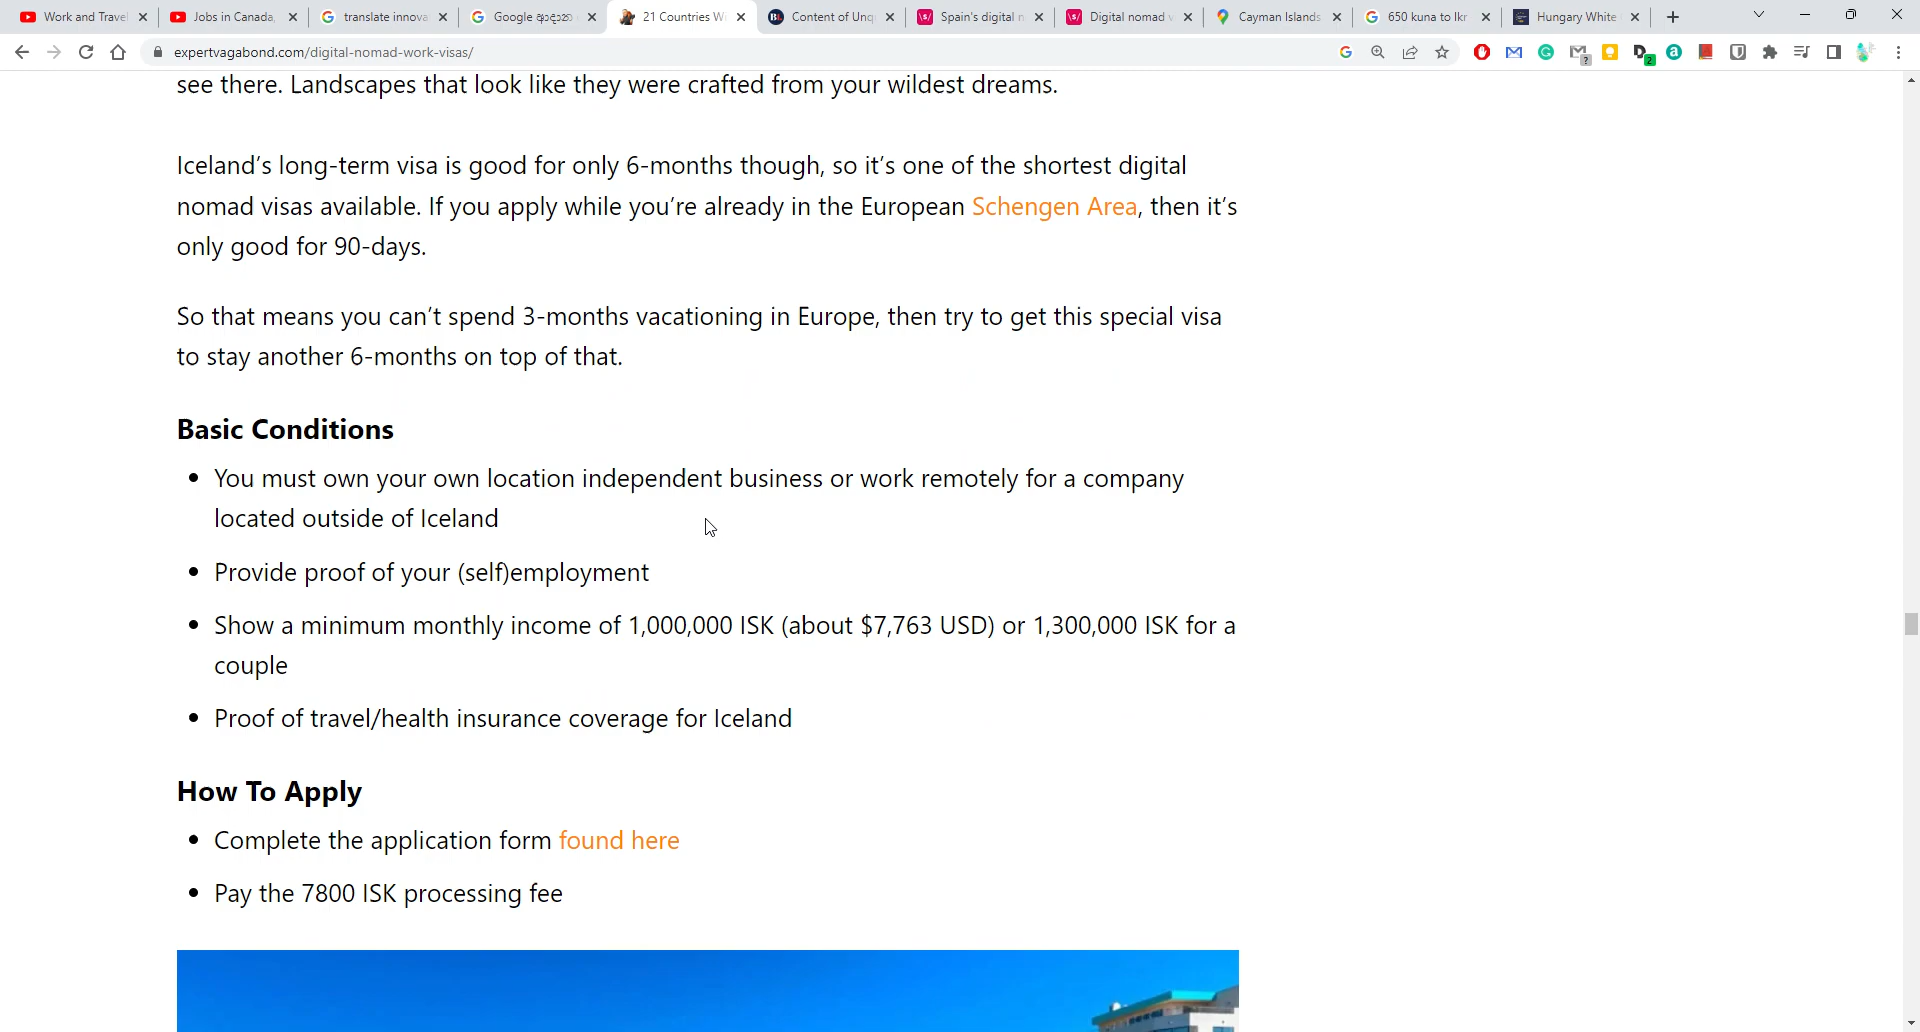 Work and Trave
Jobs in Canada,
translate innova
Google
21 Countries W
Content of Unq
Spain's digital n
Digital nomad v
Cayman Islands
650 kuna to lkr
Hungary White
expertvagabond.com/digital-nomad-work-visas/
see there. Landscapes that look like they were crafted from your wildest dreams.
Iceland’s long-term visa is good for only 6-months though, so it’s one of the shortest digital
nomad visas available. If you apply while you’re already in the European Schengen Area, then it’s
only good for 90-days.
So that means you can’t spend 3-months vacationing in Europe, then try to get this special visa
to stay another 6-months on top of that.
Basic Conditions
You must own your own location independent business or work remotely for a company
located outside of Iceland
Provide proof of your (self)employment
Show a minimum monthly income of 1,000,000 ISK (about $7,763 USD) or 1,300,000 ISK for a
couple
Proof of travel/health insurance coverage for Iceland
How To Apply
Complete the application form found here
Pay the 7800 ISK processing fee